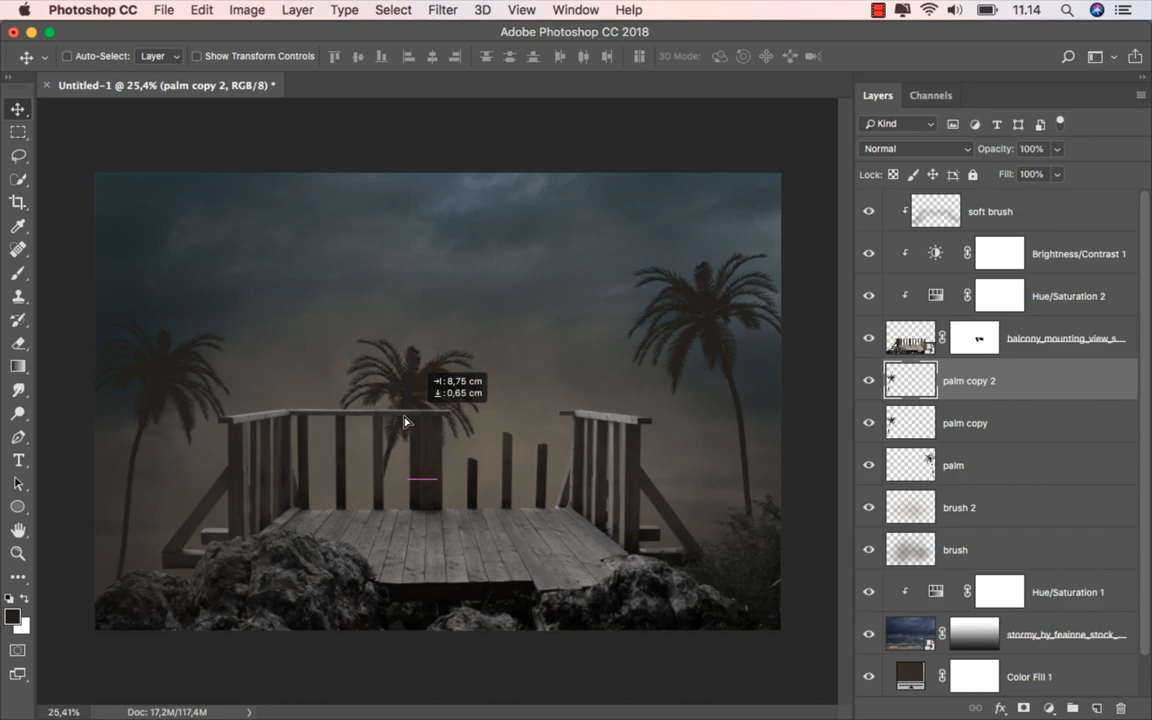 Photoshop CC File Edit Image Layer Type Select Filter 3D View Window Help 11.14
Adobe Photoshop CC 2018
Auto-Select: Layer Show Transform Controls 3D Mode:
Untitled-1 @ 25,4% (palm copy 2, RGB/8) *
Layers Channels
Kind
Normal Opacity: 100%
Lock: Fill: 100%
soft brush
Brightness/Contrast 1
Hue/Saturation 2
balcony_mounting_view_s...
palm copy 2
: 8,75 cm
: 0,65 cm
palm copy
palm
brush 2
brush
Hue/Saturation 1
stormy_by_feainne_stock_...
Color Fill 1
25,41% Doc: 17,2M/117,4M